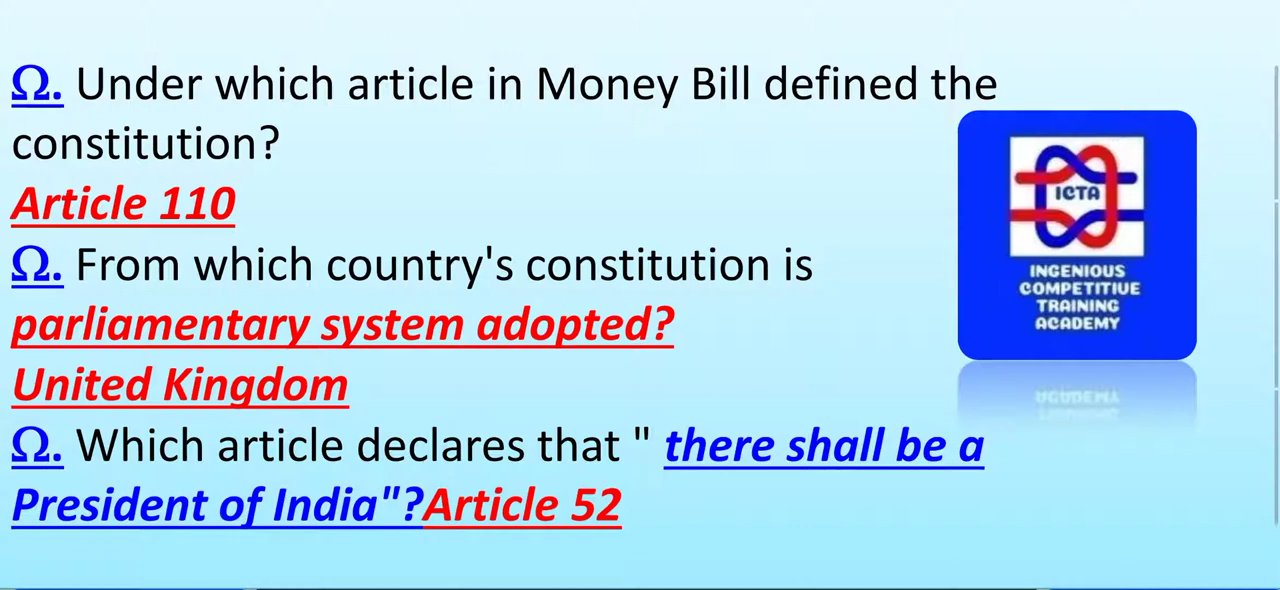 Ω. Under which article in Money Bill defined the
constitution?
Article 110
Ω. From which country's constitution is
parliamentary system adopted?
United Kingdom
Ω. Which article declares that " there shall be a
President of India"?Article 52
ICTA
INGENIOUS
COMPETITIVE
TRAINING
ACADEMY